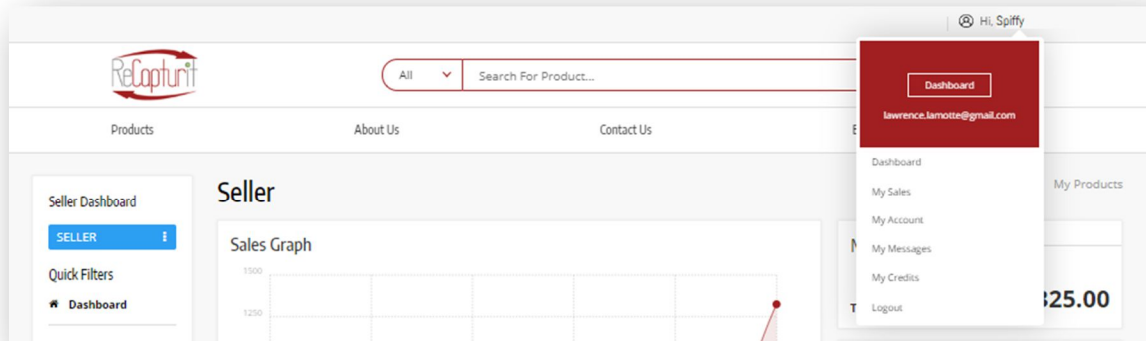 Hi, Spiffy
ReCapturit
All
Search For Product...
Dashboard
lawrence.lamotte@gmail.com
Products
About Us
Contact Us
Dashboard
My Sales
My Account
My Messages
My Credits
Logout
My Products
Seller Dashboard
SELLER
Quick Filters
Dashboard
Seller
Sales Graph
1500
1250
325.00